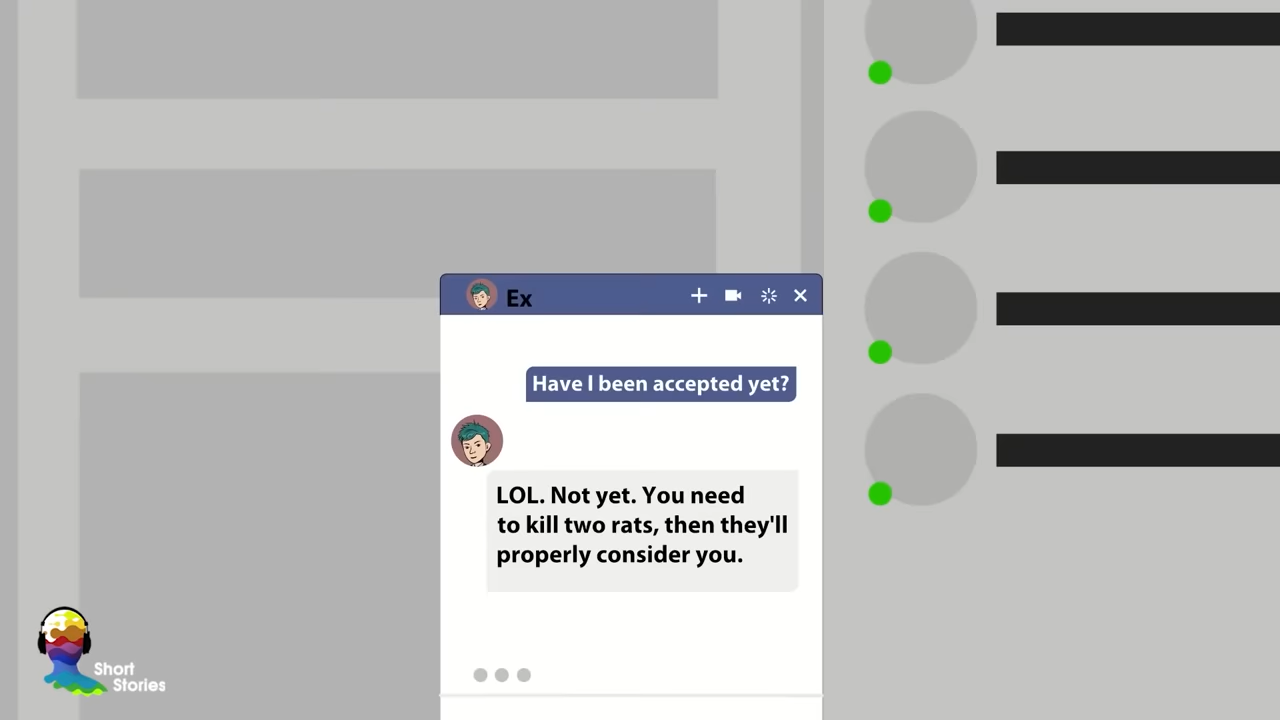 Ex
Have I been accepted yet?
LOL. Not yet. You need
to kill two rats, then they'll
properly consider you.
Short
Stories